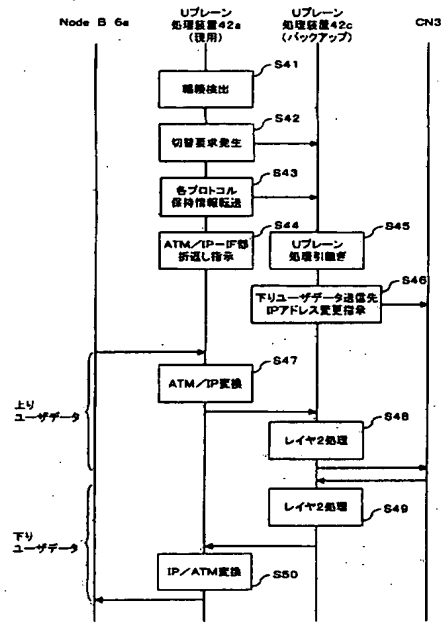 Node B 6a
Uプレーン
処理装置42a
(現用)
Uプレーン
処理装置42c
(バックアップ)
CN3
S41
輻輳検出
S42
切替要求発生
S43
各プロトコル
保持情報転送
S44
ATM/IP-IF部
折返し指示
S45
Uプレーン
処理引継ぎ
S46
下りユーザデータ送信先
IPアドレス変更指示
S47
ATM/IP変換
上り
ユーザデータ
S48
レイヤ2処理
S49
レイヤ2処理
下り
ユーザデータ
IP/ATM変換
S50